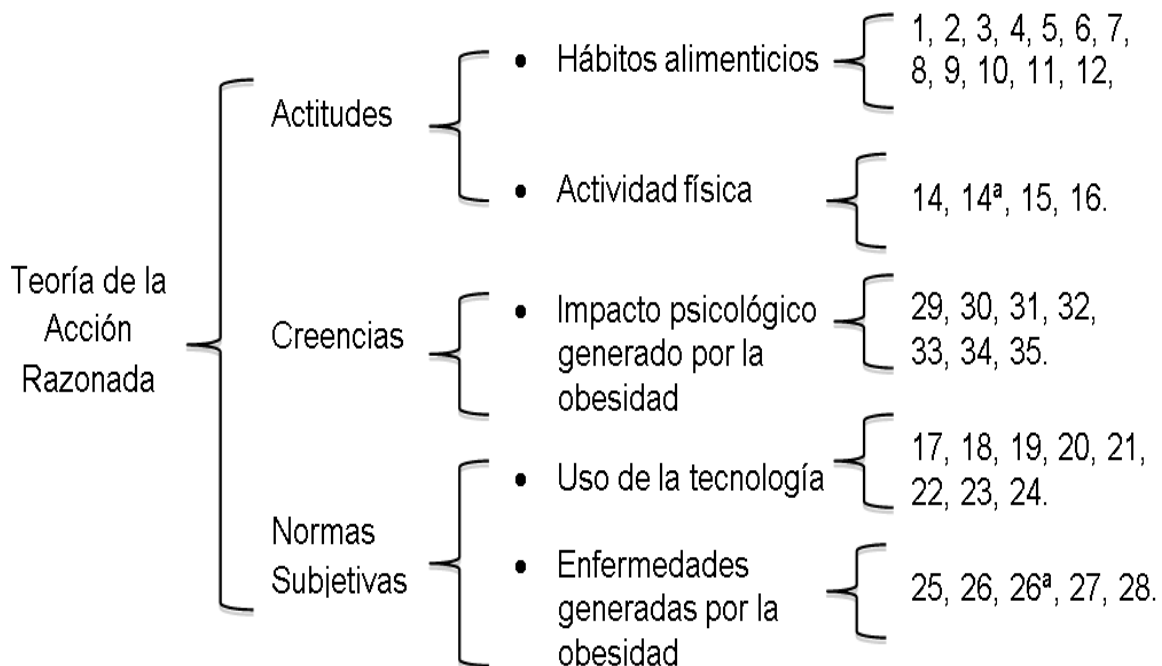 Teoría de la
Acción
Razonada
Actitudes
• Hábitos alimenticios
1, 2, 3, 4, 5, 6, 7,
8, 9, 10, 11, 12,
• Actividad física
14, 14ª, 15, 16.
Creencias
• Impacto psicológico
generado por la
obesidad
29, 30, 31, 32,
33, 34, 35.
Normas
Subjetivas
• Uso de la tecnología
17, 18, 19, 20, 21,
22, 23, 24.
• Enfermedades
generadas por la
obesidad
25, 26, 26ª, 27, 28.